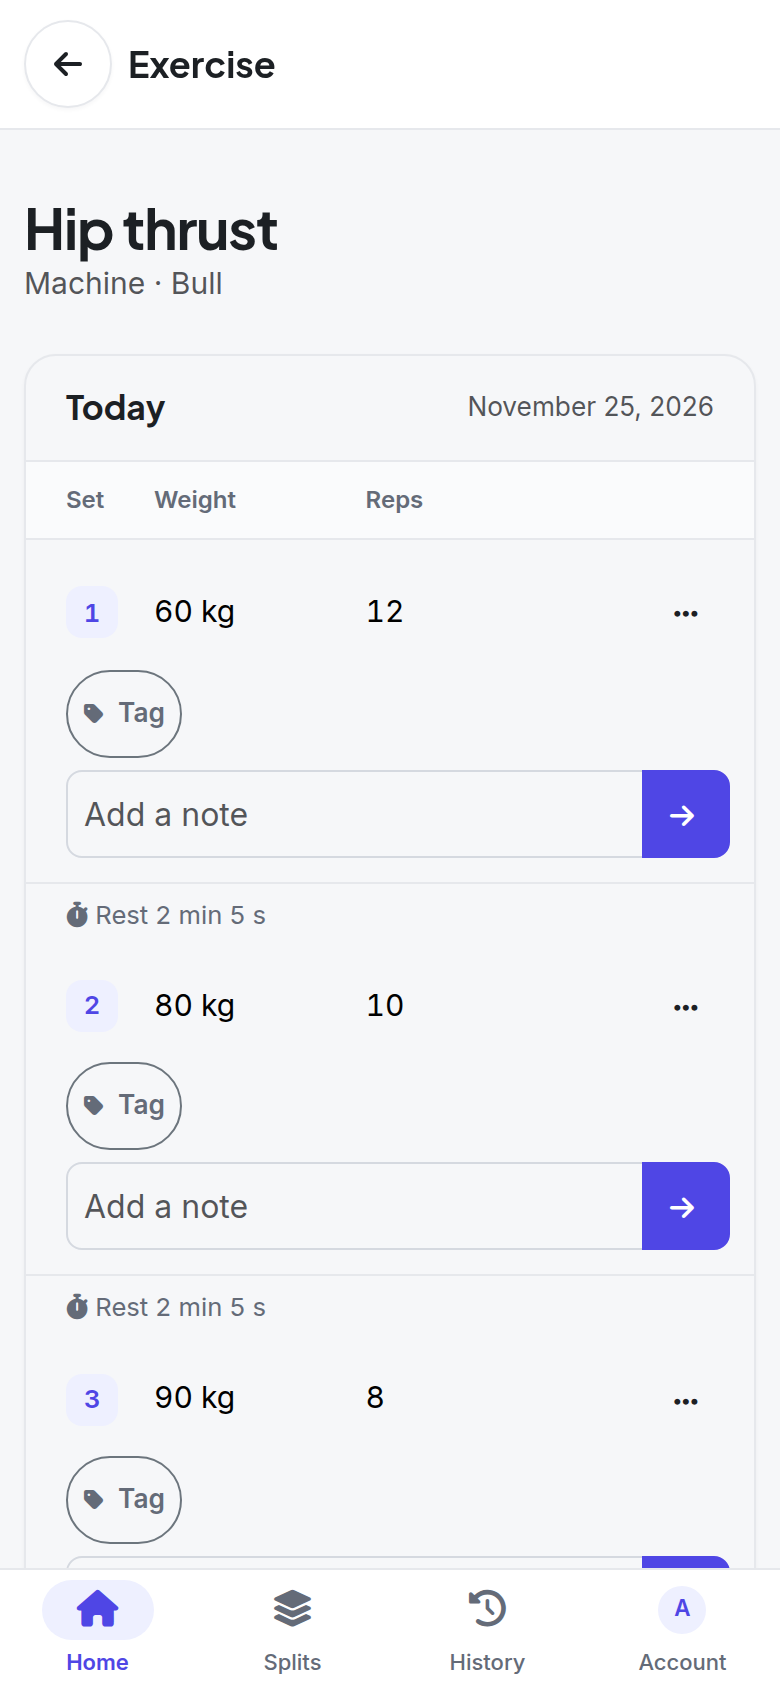 Exercise
Hip thrust
Machine · Bull
Today November 25, 2026
Set Weight Reps
1 60 kg 12
Tag
Add a note
Rest 2 min 5 s
2 80 kg 10
Tag
Add a note
Rest 2 min 5 s
3 90 kg 8
Tag
Home Splits History A Account